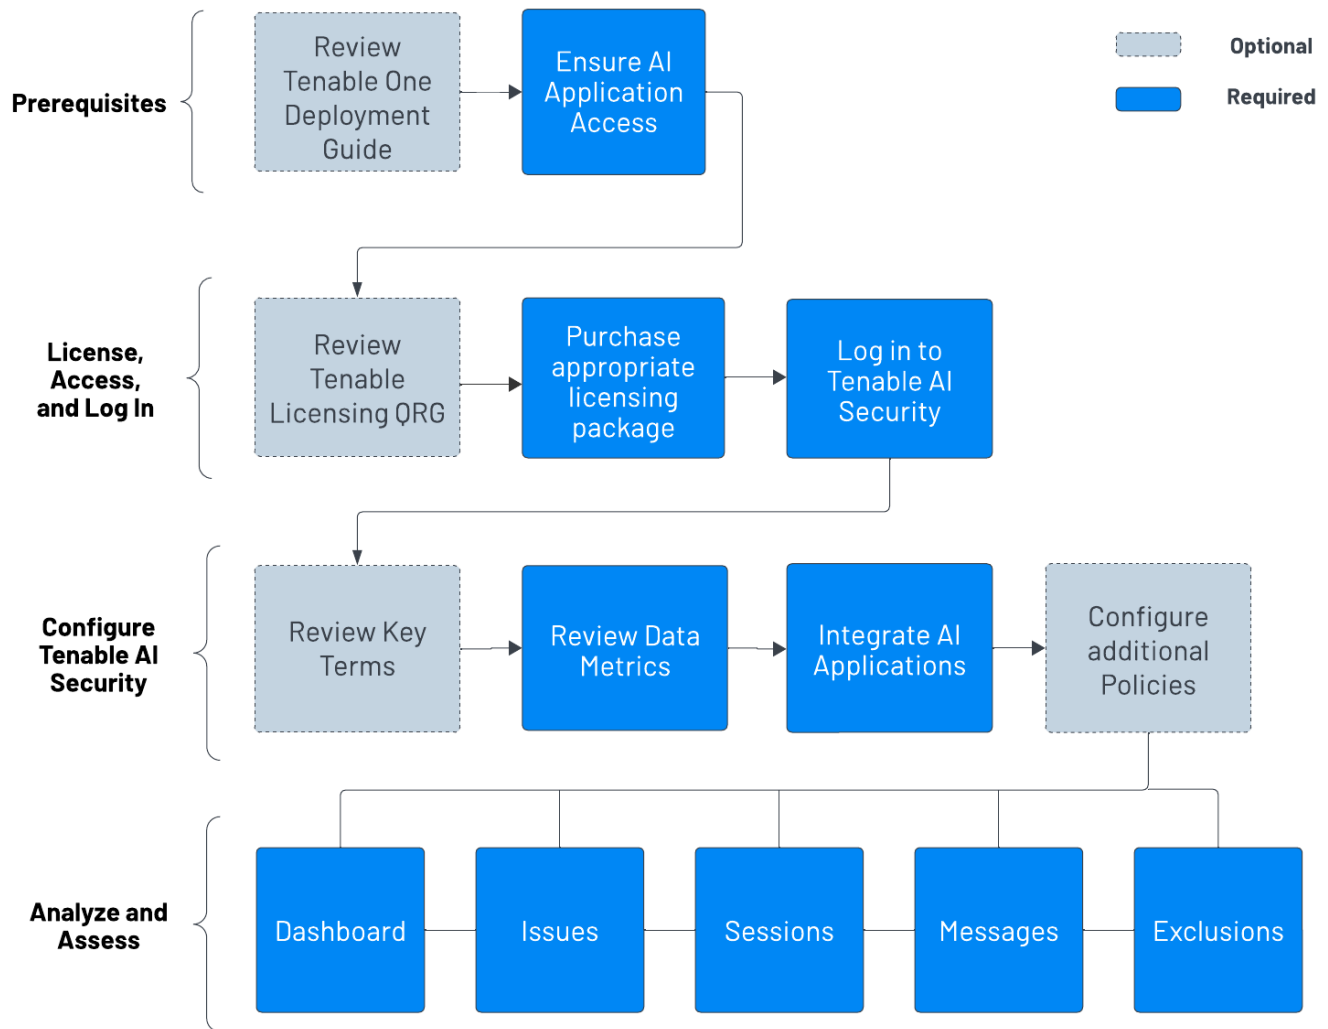 Prerequisites
Review
Tenable One
Deployment
Guide
Ensure AI
Application
Access
Optional
Required
License,
Access,
and Log In
Review
Tenable
Licensing QRG
Purchase
appropriate
licensing
package
Log in to
Tenable AI
Security
Configure
Tenable AI
Security
Review Key
Terms
Review Data
Metrics
Integrate AI
Applications
Configure
additional
Policies
Analyze and
Assess
Dashboard
Issues
Sessions
Messages
Exclusions